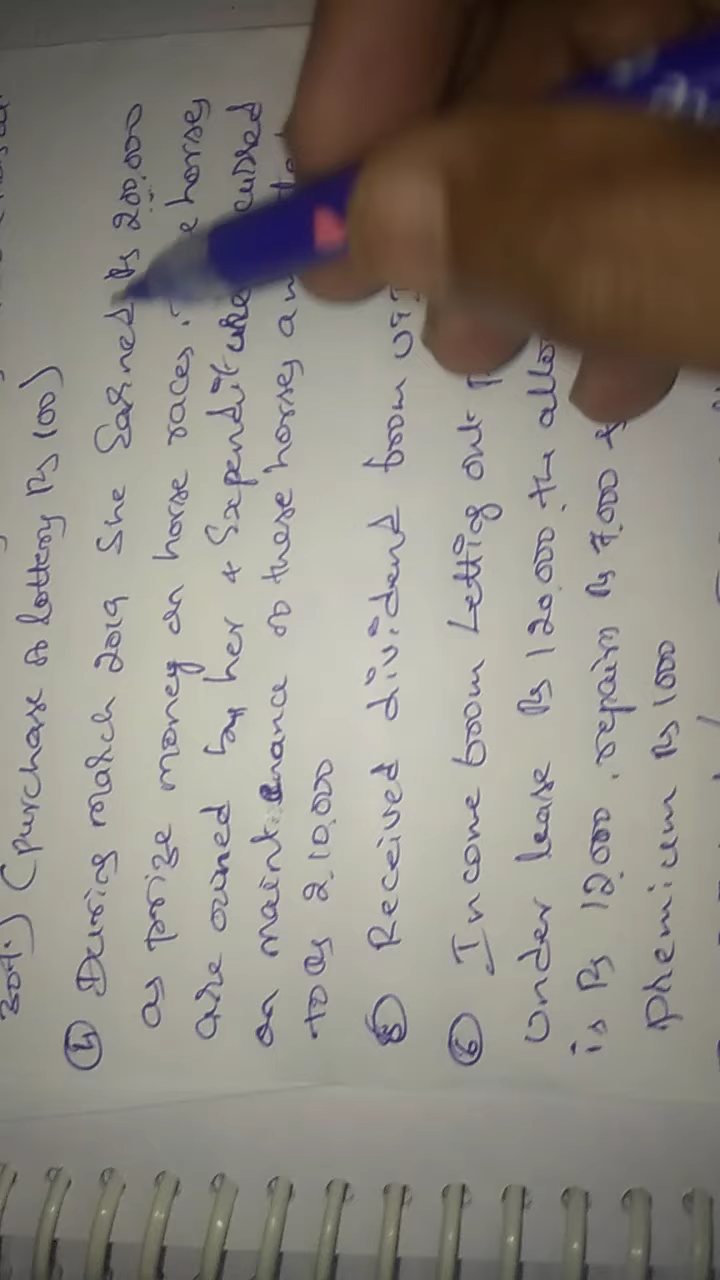 30%) (purchase of lottery Rs 100)
④ During march 2019 she Earned Rs 200,000
as prize money on horse races. horses
are owned by her & Expenditure
on maintenance of these horses am
to Rs 2,10,000
⑤ Received dividend from
⑥ Income from Letting out
Under lease Rs 120,000. the
is Rs 12,000, repairs Rs 7,000 &
premium Rs 1000